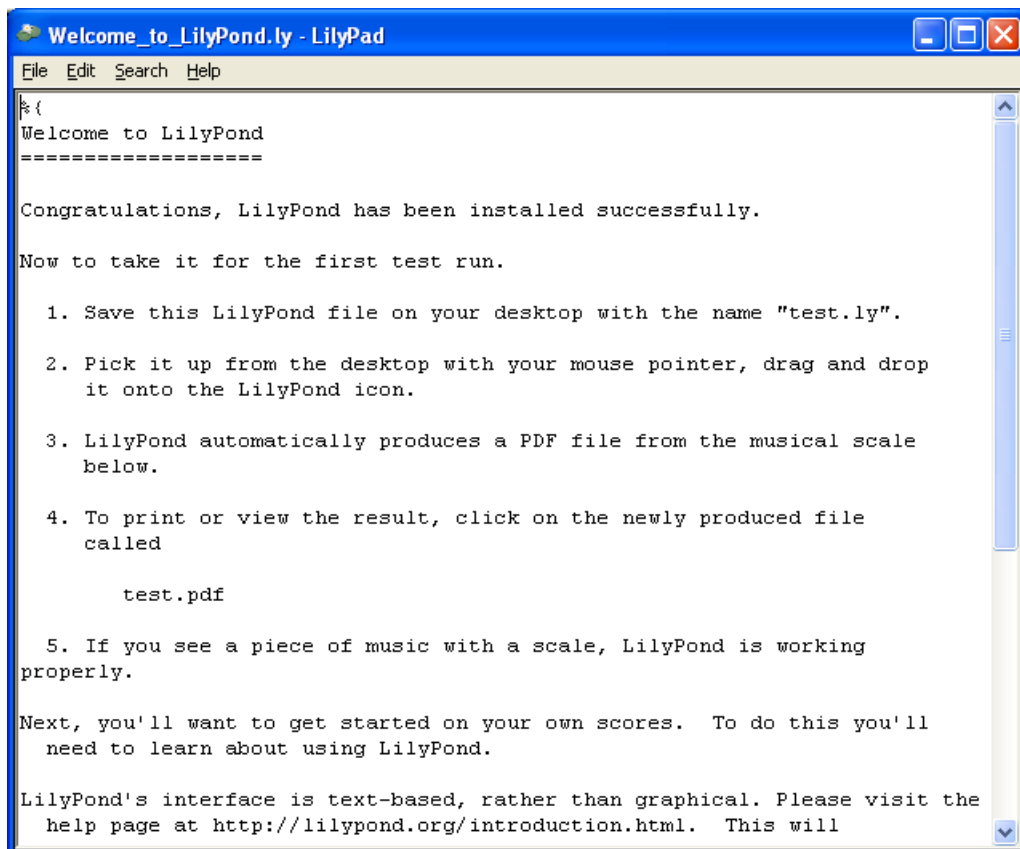 Welcome_to_LilyPond.ly - LilyPad
File Edit Search Help
%{
Welcome to LilyPond
===================
Congratulations, LilyPond has been installed successfully.
Now to take it for the first test run.
1. Save this LilyPond file on your desktop with the name "test.ly".
2. Pick it up from the desktop with your mouse pointer, drag and drop
it onto the LilyPond icon.
3. LilyPond automatically produces a PDF file from the musical scale
below.
4. To print or view the result, click on the newly produced file
called
test.pdf
5. If you see a piece of music with a scale, LilyPond is working
properly.
Next, you'll want to get started on your own scores.  To do this you'll
need to learn about using LilyPond.
LilyPond's interface is text-based, rather than graphical. Please visit the
help page at http://lilypond.org/introduction.html.  This will